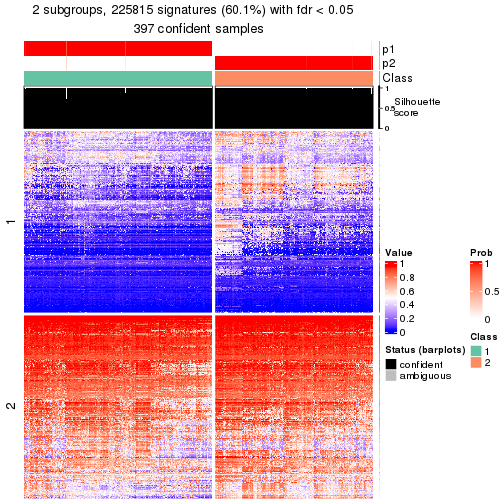 2 subgroups, 225815 signatures (60.1%) with fdr < 0.05
397 confident samples
p1
p2
Class
1
0.5
0
Silhouette
score
1
2
Value
1
0.8
0.6
0.4
0.2
0
Prob
1
0.5
0
Status (barplots)
confident
ambiguous
Class
1
2